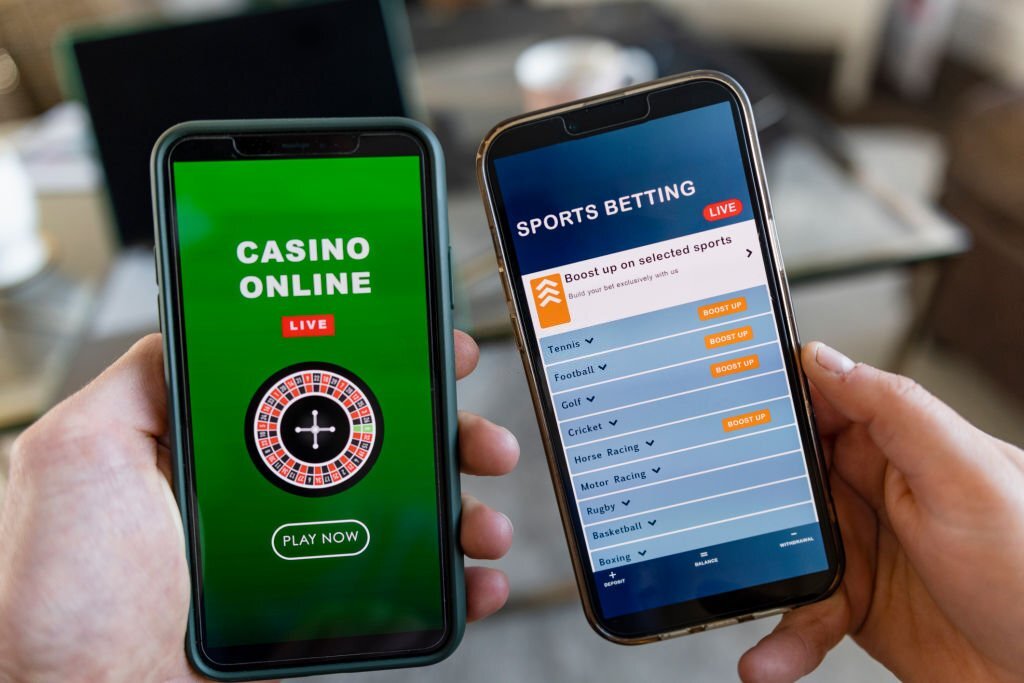 CASINO
ONLINE
LIVE
PLAY NOW
SPORTS BETTING
LIVE
Boost up on selected sports
Build your bet exclusively with us
BOOST UP
Tennis
BOOST UP
Football
BOOST UP
Golf
Cricket
BOOST UP
Horse Racing
Motor Racing
Rugby
Basketball
Boxing
DEPOSIT
BALANCE
WITHDRAWAL